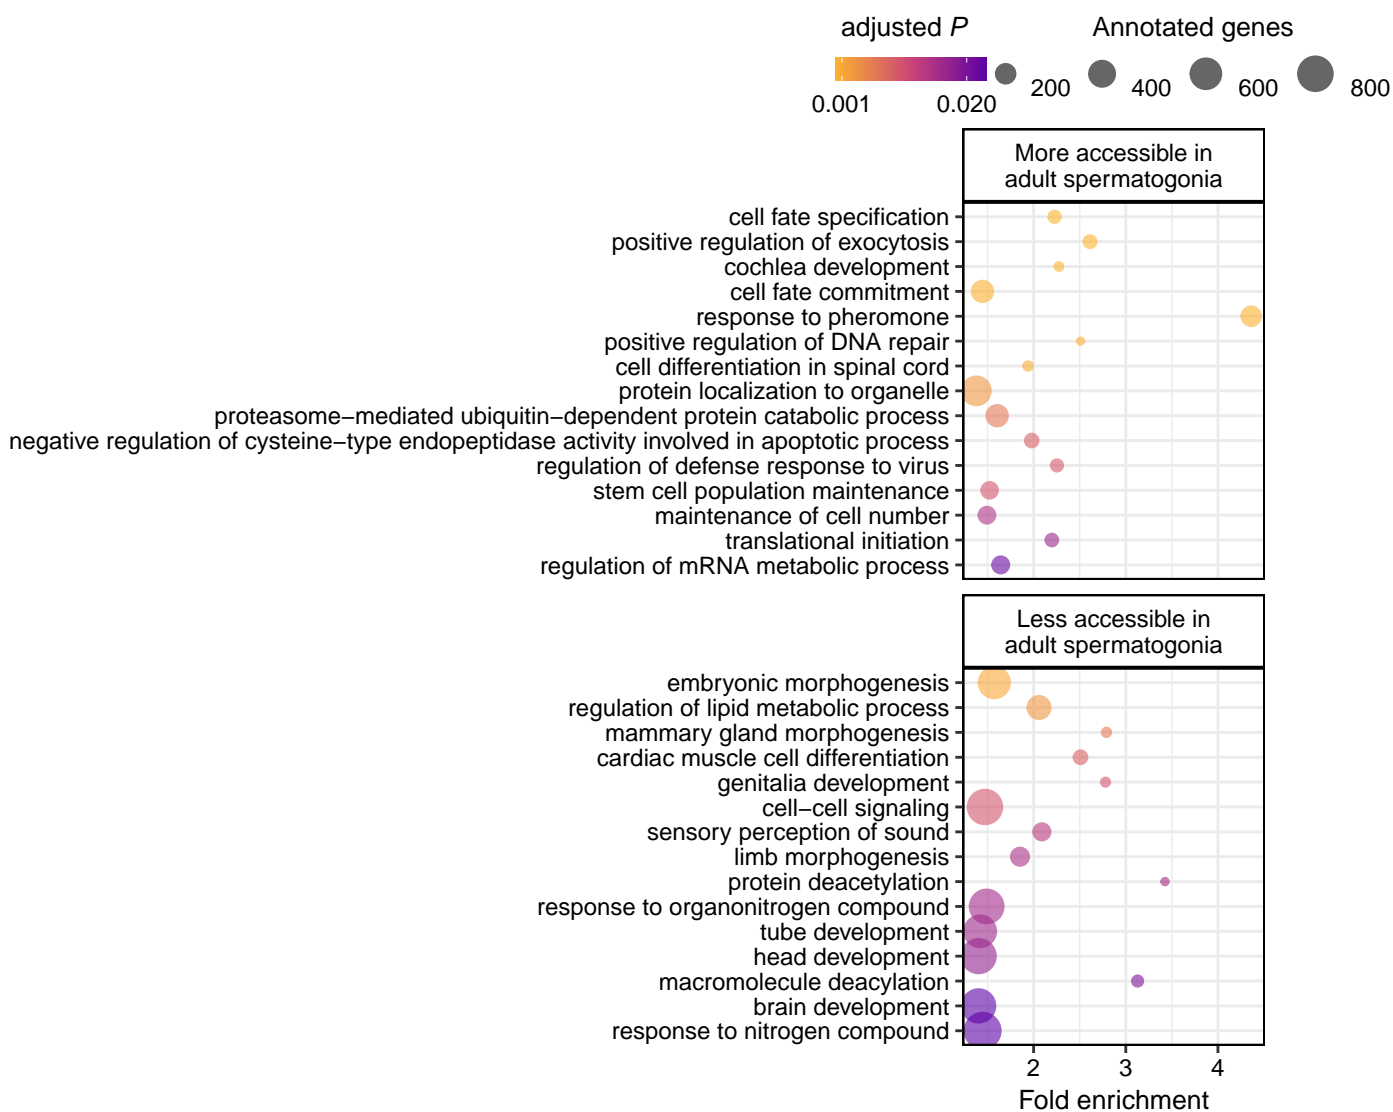 adjusted P
Annotated genes
0.001 0.020
200 400 600 800
More accessible in
adult spermatogonia
cell fate specification
positive regulation of exocytosis
cochlea development
cell fate commitment
response to pheromone
positive regulation of DNA repair
cell differentiation in spinal cord
protein localization to organelle
proteasome−mediated ubiquitin−dependent protein catabolic process
negative regulation of cysteine−type endopeptidase activity involved in apoptotic process
regulation of defense response to virus
stem cell population maintenance
maintenance of cell number
translational initiation
regulation of mRNA metabolic process
Less accessible in
adult spermatogonia
embryonic morphogenesis
regulation of lipid metabolic process
mammary gland morphogenesis
cardiac muscle cell differentiation
genitalia development
cell−cell signaling
sensory perception of sound
limb morphogenesis
protein deacetylation
response to organonitrogen compound
tube development
head development
macromolecule deacylation
brain development
response to nitrogen compound
2 3 4
Fold enrichment